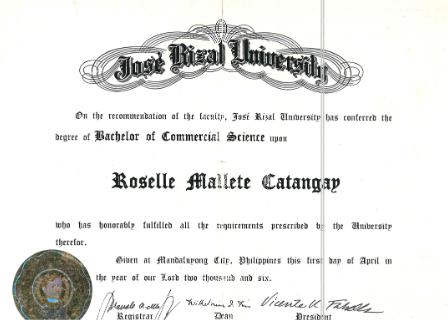 José Rizal University
On the recommendation of the faculty, José Rizal University has conferred the
degree of Bachelor of Commercial Science upon
Roselle Mallete Catangay
who has honorably fulfilled all the requirements prescribed by the University
therefor.
Given at Mandaluyong City, Philippines this first day of April in
the year of our Lord two thousand and six.
Registrar Dean President